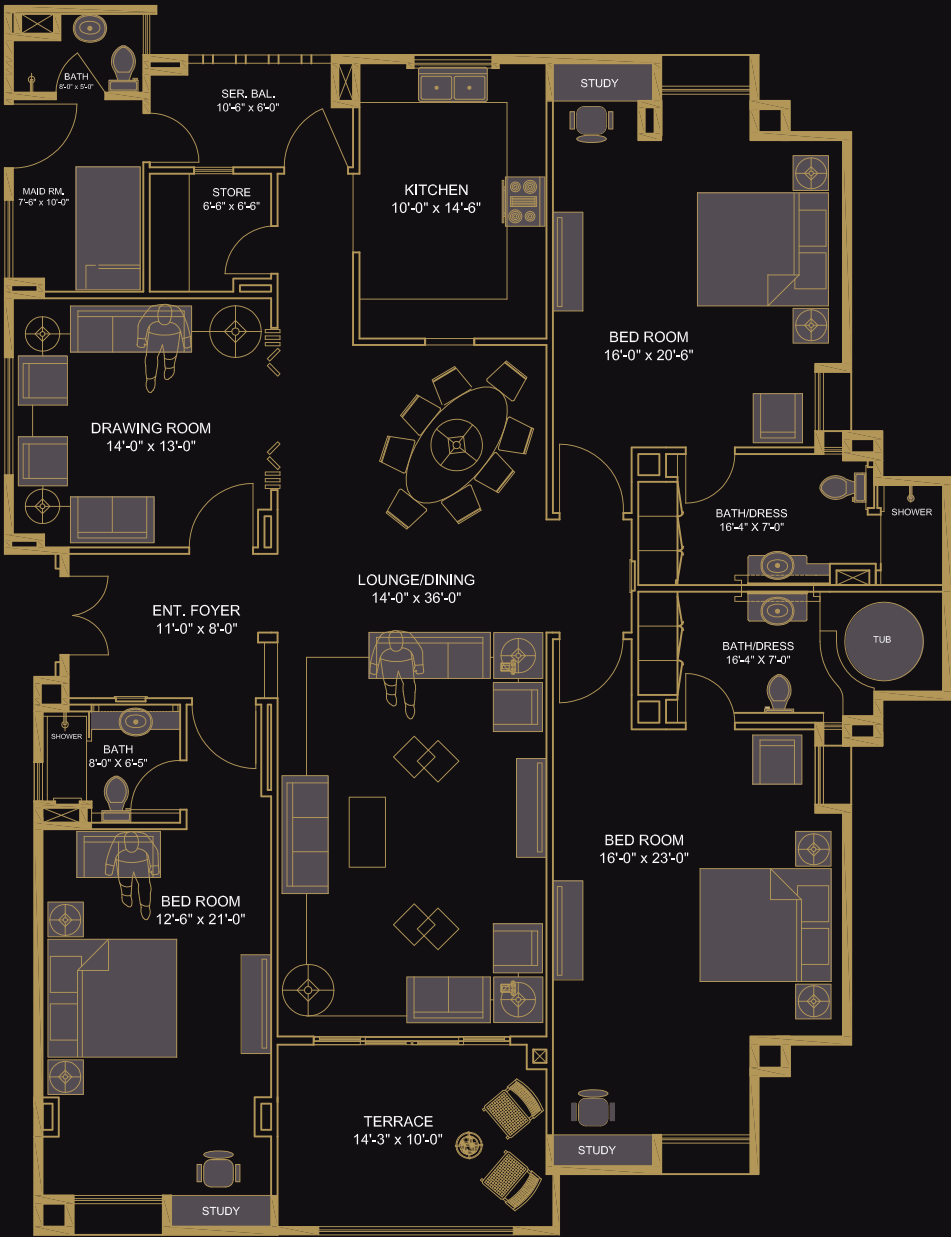 BATH
8'-0" x 5'-0"
SER. BAL.
10'-6" x 6'-0"
STUDY
MAID RM.
7'-6" x 10'-0"
STORE
6'-6" x 6'-6"
KITCHEN
10'-0" x 14'-6"
BED ROOM
16'-0" x 20'-6"
DRAWING ROOM
14'-0" x 13'-0"
BATH/DRESS
16'-4" X 7'-0"
SHOWER
LOUNGE/DINING
14'-0" x 36'-0"
ENT. FOYER
11'-0" x 8'-0"
BATH/DRESS
16'-4" X 7'-0"
TUB
SHOWER
BATH
8'-0" X 6'-5"
BED ROOM
16'-0" x 23'-0"
BED ROOM
12'-6" x 21'-0"
TERRACE
14'-3" x 10'-0"
STUDY
STUDY